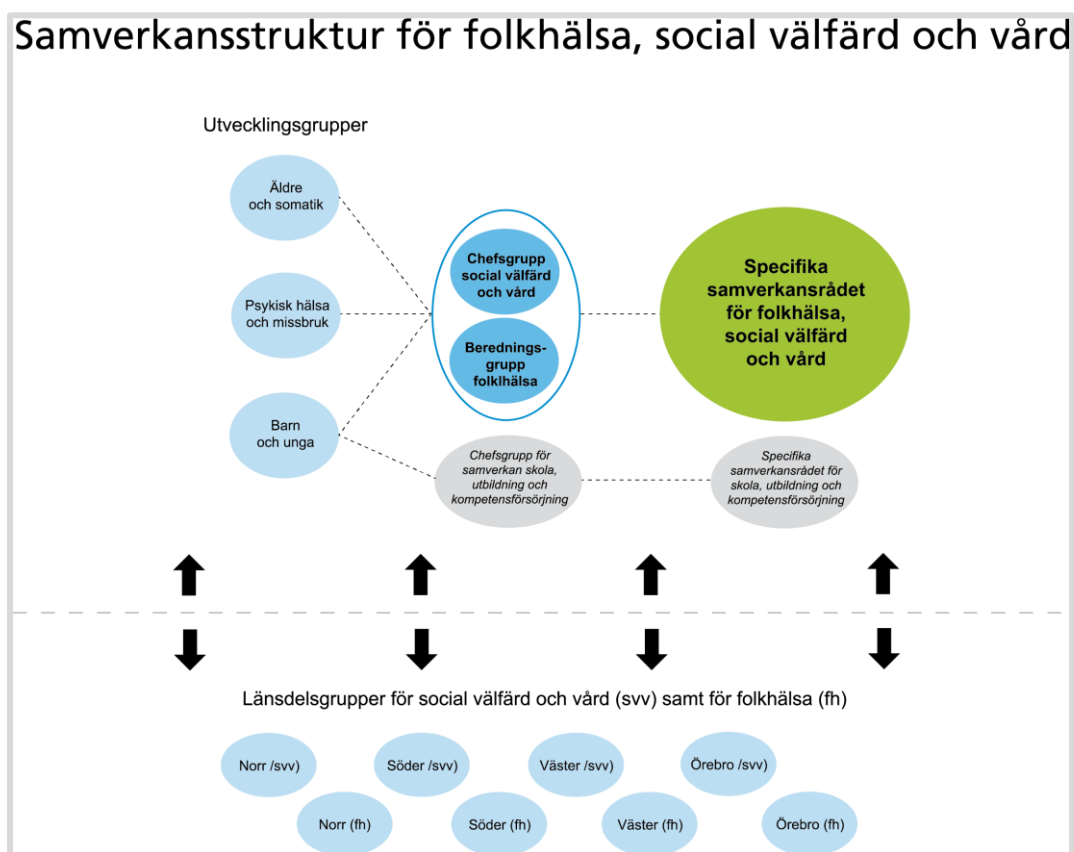 Samverkansstruktur för folkhälsa, social välfärd och vård
Utvecklingsgrupper
Äldre
och somatik
Psykisk hälsa
och missbruk
Barn
och unga
Chefsgrupp
social välfärd
och vård
Berednings-
grupp
folklhälsa
Specifika
samverkansrådet
för folkhälsa,
social välfärd
och vård
Chefsgrupp för
samverkan skola,
utbildning och
kompetensförsörjning
Specifika
samverkansrådet för
skola, utbildning och
kompetensförsörjning
Länsdelsgrupper för social välfärd och vård (svv) samt för folkhälsa (fh)
Norr /svv)
Söder /svv)
Väster /svv)
Örebro /svv)
Norr (fh)
Söder (fh)
Väster (fh)
Örebro (fh)